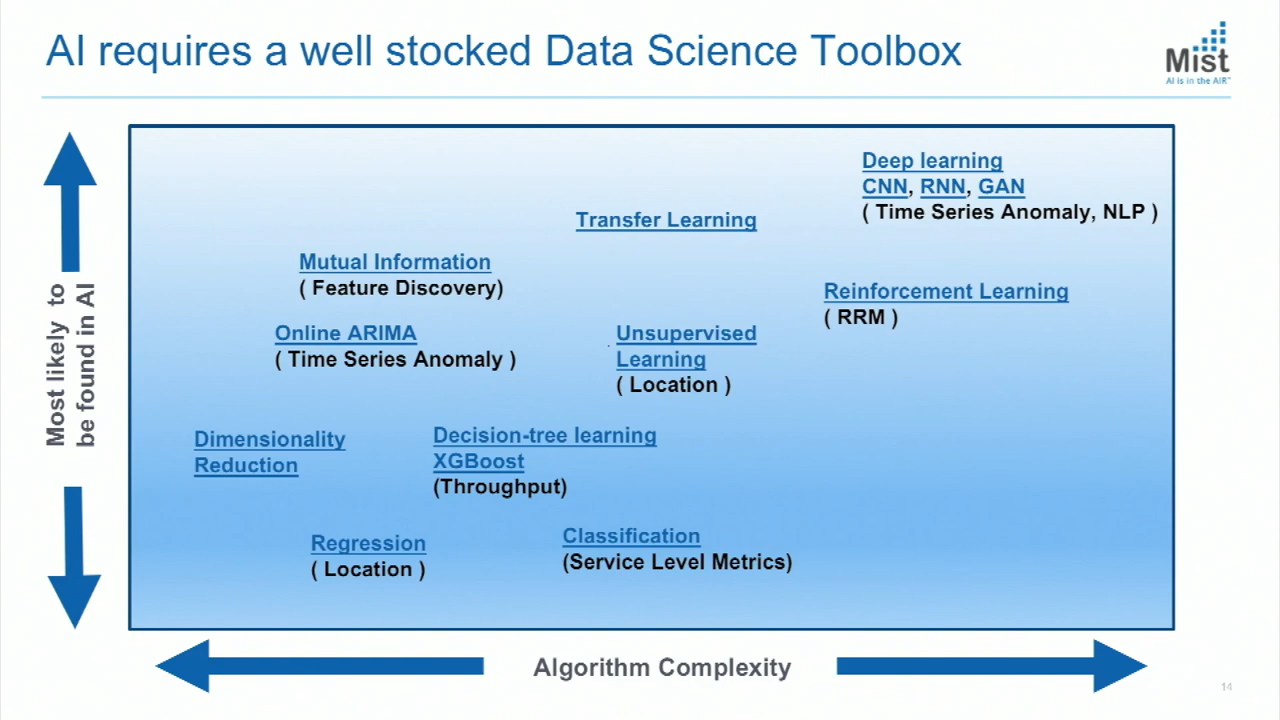 AI requires a well stocked Data Science Toolbox
Mist
AI is in the AIR™
Most likely to
be found in AI
Deep learning
CNN, RNN, GAN
( Time Series Anomaly, NLP )
Transfer Learning
Mutual Information
( Feature Discovery)
Reinforcement Learning
( RRM )
Online ARIMA
( Time Series Anomaly )
Unsupervised
Learning
( Location )
Dimensionality
Reduction
Decision-tree learning
XGBoost
(Throughput)
Regression
( Location )
Classification
(Service Level Metrics)
Algorithm Complexity
14